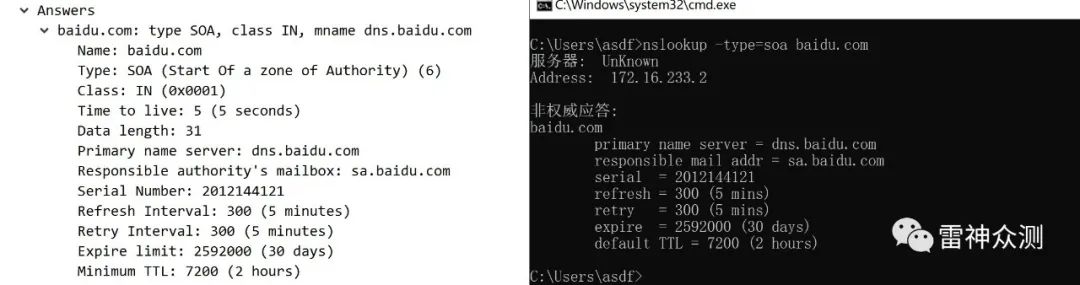 Answers
baidu.com: type SOA, class IN, mname dns.baidu.com
Name: baidu.com
Type: SOA (Start Of a zone of Authority) (6)
Class: IN (0x0001)
Time to live: 5 (5 seconds)
Data length: 31
Primary name server: dns.baidu.com
Responsible authority's mailbox: sa.baidu.com
Serial Number: 2012144121
Refresh Interval: 300 (5 minutes)
Retry Interval: 300 (5 minutes)
Expire limit: 2592000 (30 days)
Minimum TTL: 7200 (2 hours)
C:\Windows\system32\cmd.exe
C:\Users\asdf>nslookup -type=soa baidu.com
服务器:  UnKnown
Address:  172.16.233.2
非权威应答:
baidu.com
primary name server = dns.baidu.com
responsible mail addr = sa.baidu.com
serial  = 2012144121
refresh = 300 (5 mins)
retry   = 300 (5 mins)
expire  = 2592000 (30 days)
default TTL = 7200 (2 hours)
C:\Users\asdf>
雷神众测